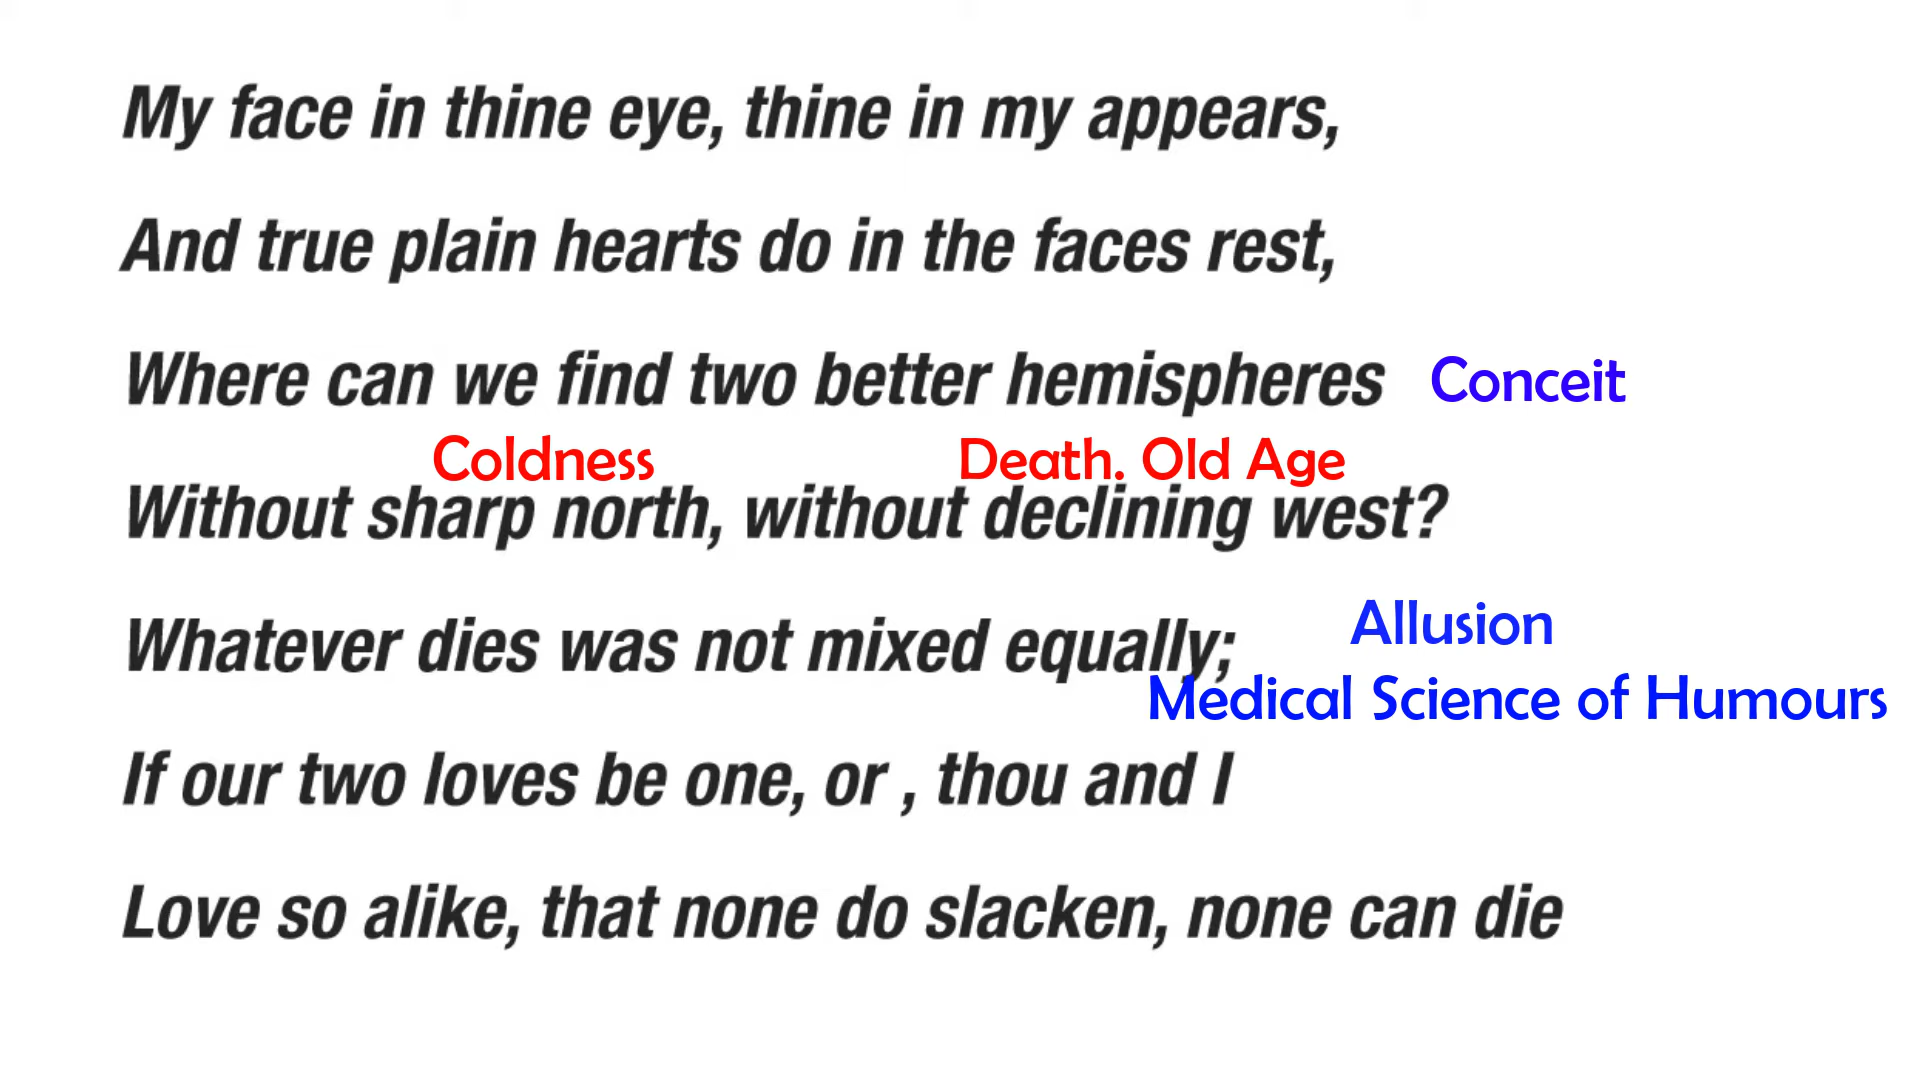 My face in thine eye, thine in my appears,
And true plain hearts do in the faces rest,
Where can we find two better hemispheres Conceit
Coldness Death. Old Age
Without sharp north, without declining west?
Whatever dies was not mixed equally; Allusion
Medical Science of Humours
If our two loves be one, or , thou and I
Love so alike, that none do slacken, none can die